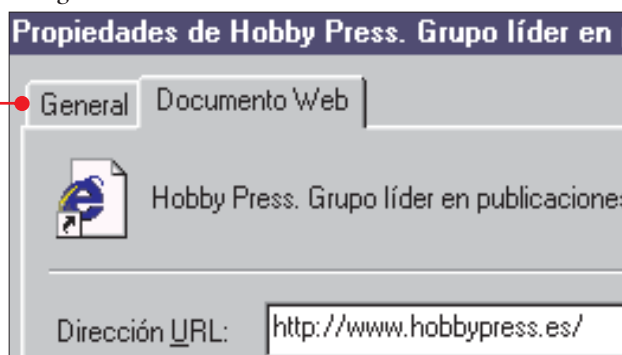 Propiedades de Hobby Press. Grupo líder en
General Documento Web
Hobby Press. Grupo líder en publicaciones
Dirección URL: http://www.hobbypress.es/